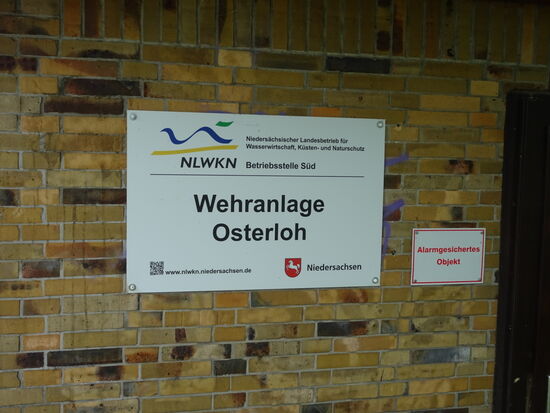 Niedersächsischer Landesbetrieb für
Wasserwirtschaft, Küsten- und Naturschutz
NLWKN Betriebsstelle Süd
Wehranlage
Osterloh
www.nlwkn.niedersachsen.de
Niedersachsen
Alarmgesichertes
Objekt